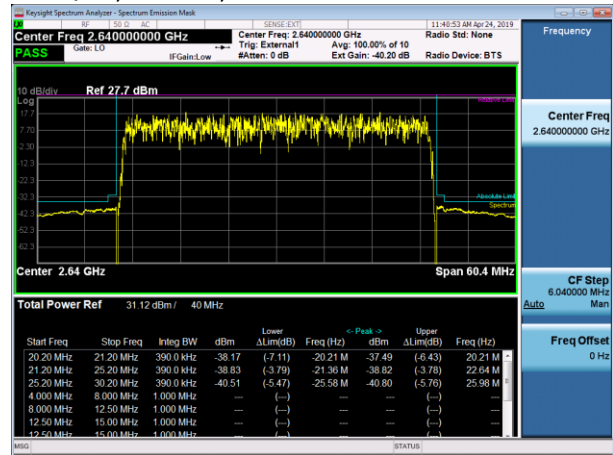 Keysight Spectrum Analyzer - Spectrum Emission Mask
RF 50 Ω AC SENSE:EXT 11:40:53 AM Apr 24, 2019
Center Freq 2.640000000 GHz Center Freq: 2.640000000 GHz Radio Std: None
Gate: LO Trig: External1 Avg: 100.00% of 10
PASS IFGain:Low #Atten: 0 dB Ext Gain: -40.20 dB Radio Device: BTS
10 dB/div Ref 27.7 dBm
Log
17.7
7.70
-2.30
-12.3
-22.3
-32.3
-42.3
-52.3
-62.3
Absolute Limit
Spectrum
Center 2.64 GHz Span 60.4 MHz
Total Power Ref 31.12 dBm / 40 MHz
Lower <- Peak -> Upper
Start Freq Stop Freq Integ BW dBm ΔLim(dB) Freq (Hz) dBm ΔLim(dB) Freq (Hz)
20.20 MHz 21.20 MHz 390.0 kHz -38.17 (-7.11) -20.21 M -37.49 (-6.43) 20.21 M
21.20 MHz 25.20 MHz 390.0 kHz -38.83 (-3.79) -21.36 M -38.82 (-3.78) 22.64 M
25.20 MHz 30.20 MHz 390.0 kHz -40.51 (-5.47) -25.58 M -40.80 (-5.76) 25.98 M
4.000 MHz 8.000 MHz 1.000 MHz --- (---) --- --- (---) ---
8.000 MHz 12.50 MHz 1.000 MHz --- (---) --- --- (---) ---
12.50 MHz 15.00 MHz 1.000 MHz --- (---) --- --- (---) ---
12.50 MHz 15.00 MHz 1.000 MHz --- (---) --- --- (---) ---
MSG STATUS
Frequency
Center Freq
2.640000000 GHz
CF Step
6.040000 MHz
Auto Man
Freq Offset
0 Hz